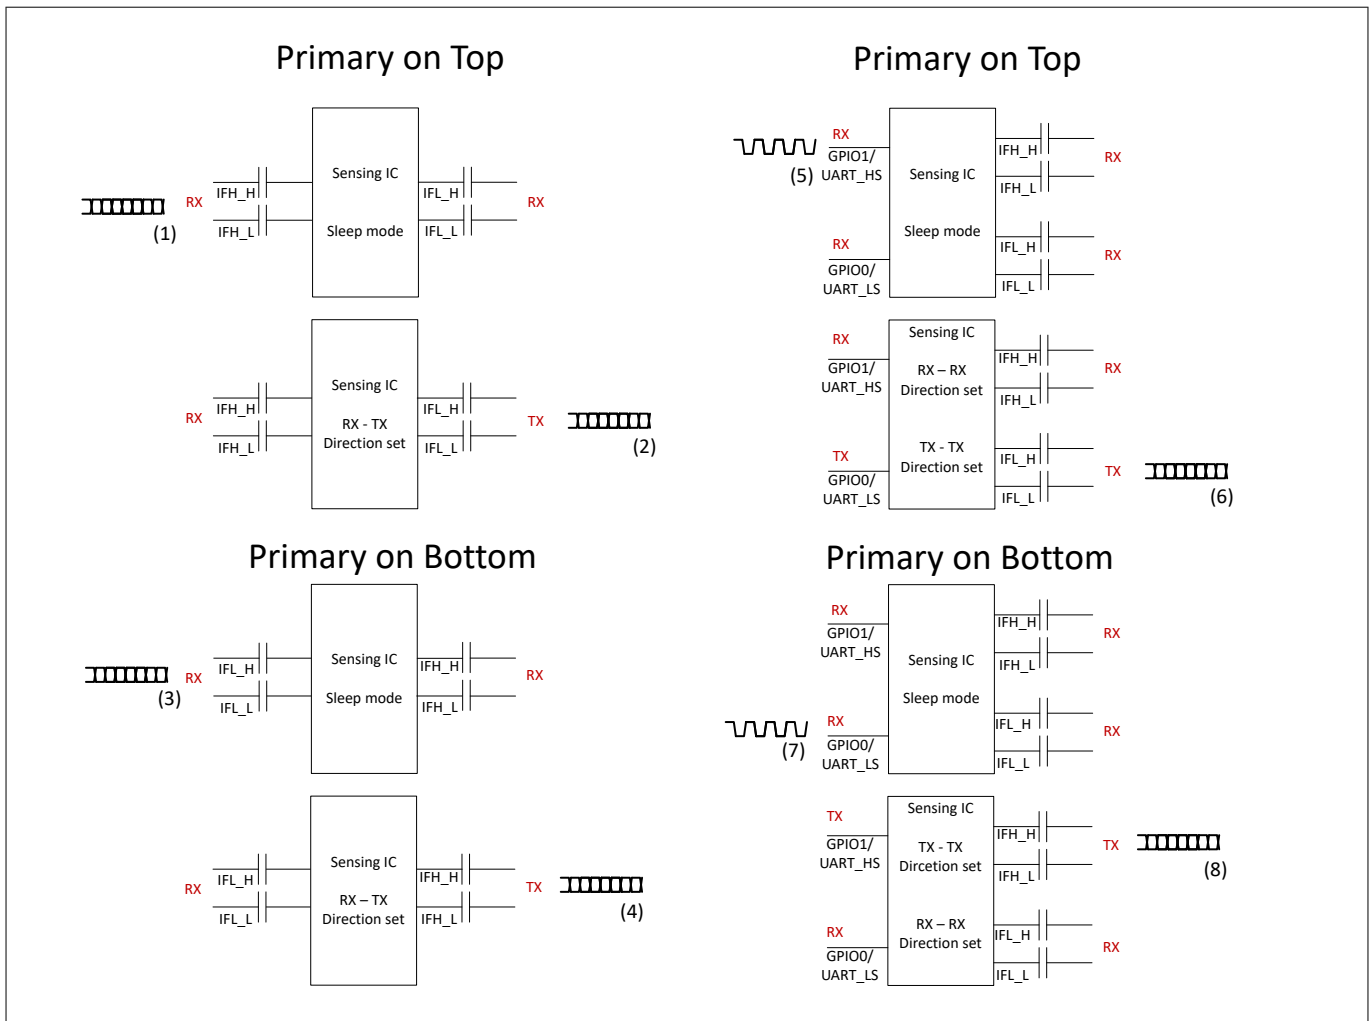 Primary on Top
Sensing IC
Sleep mode
RX
IFH_H
IFH_L
IFL_H
IFL_L
RX
(1)
Sensing IC
RX - TX
Direction set
RX
IFH_H
IFH_L
IFL_H
IFL_L
TX
(2)
Primary on Bottom
Sensing IC
Sleep mode
RX
IFL_H
IFL_L
IFH_H
IFH_L
RX
(3)
Sensing IC
RX – TX
Direction set
RX
IFL_H
IFL_L
IFH_H
IFH_L
TX
(4)
Primary on Top
RX
GPIO1/
UART_HS
(5)
Sensing IC
Sleep mode
RX
GPIO0/
UART_LS
IFH_H
IFH_L
RX
IFL_H
IFL_L
RX
Sensing IC
RX – RX
Direction set
TX - TX
Direction set
RX
GPIO1/
UART_HS
TX
GPIO0/
UART_LS
IFH_H
IFH_L
RX
IFL_H
IFL_L
TX
(6)
Primary on Bottom
RX
GPIO1/
UART_HS
Sensing IC
Sleep mode
RX
GPIO0/
UART_LS
(7)
IFH_H
IFH_L
RX
IFL_H
IFL_L
RX
Sensing IC
TX - TX
Dircetion set
RX – RX
Direction set
TX
GPIO1/
UART_HS
RX
GPIO0/
UART_LS
IFH_H
IFH_L
TX
(8)
IFL_H
IFL_L
RX